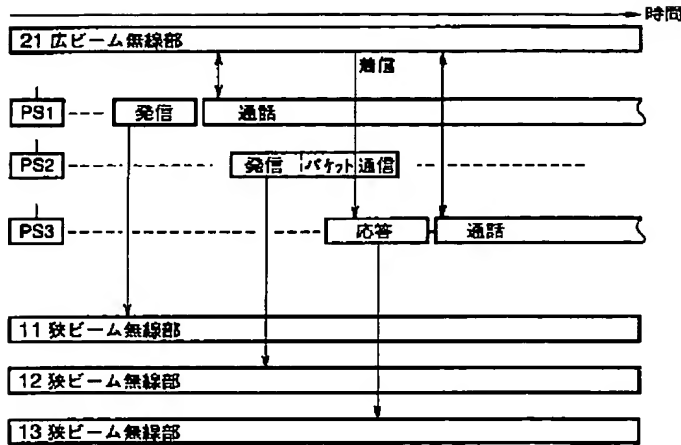 時間
21 広ビーム無線部
着信
PS1 発信 通話
PS2 発信 パケット通信
PS3 応答 通話
11 狭ビーム無線部
12 狭ビーム無線部
13 狭ビーム無線部